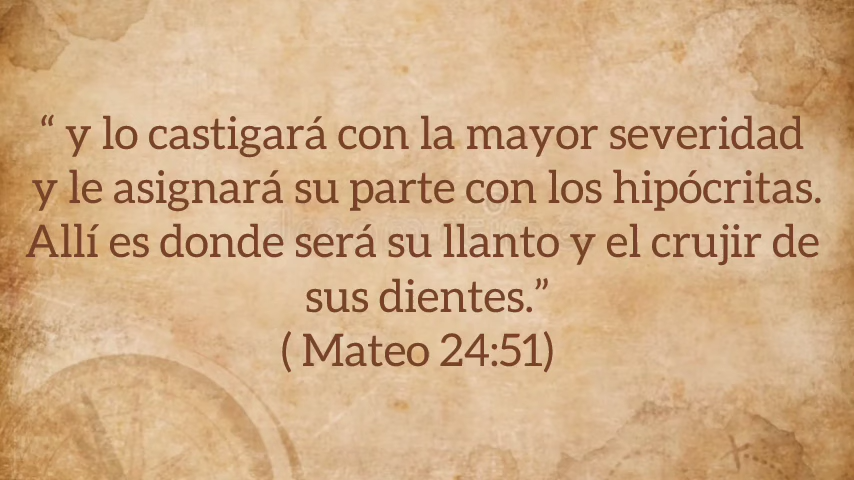 “ y lo castigará con la mayor severidad
y le asignará su parte con los hipócritas.
Allí es donde será su llanto y el crujir de
sus dientes.”
( Mateo 24:51)